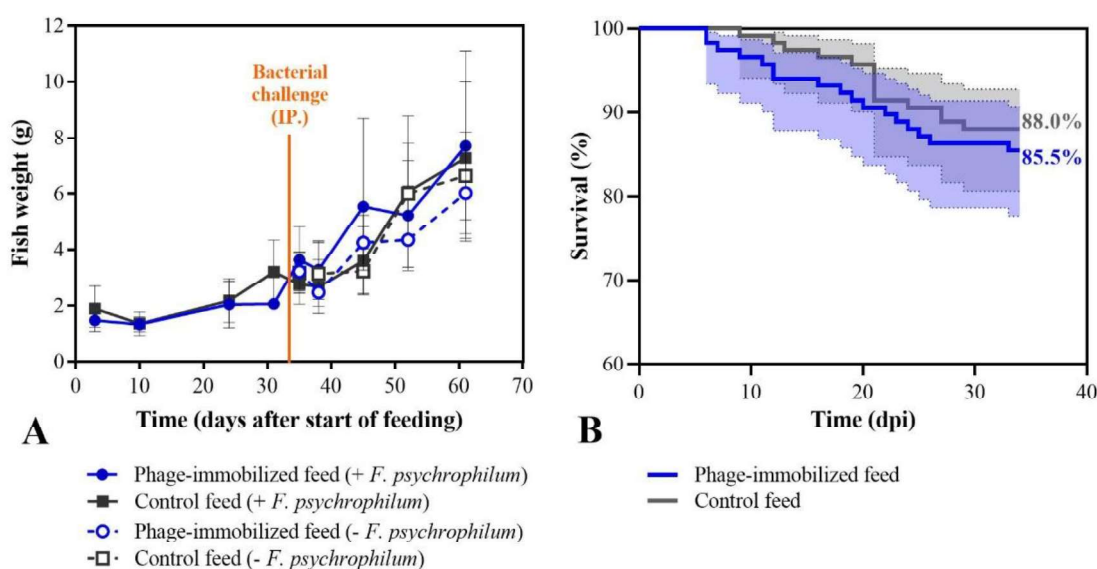 12
10
8
6
4
2
0
Fish weight (g)
Bacterial
challenge
(IP.)
0 10 20 30 40 50 60 70
Time (days after start of feeding)
A
Phage-immobilized feed (+ F. psychrophilum)
Control feed (+ F. psychrophilum)
Phage-immobilized feed (- F. psychrophilum)
Control feed (- F. psychrophilum)
100
90
80
70
60
Survival (%)
88.0%
85.5%
0 10 20 30 40
Time (dpi)
B
Phage-immobilized feed
Control feed